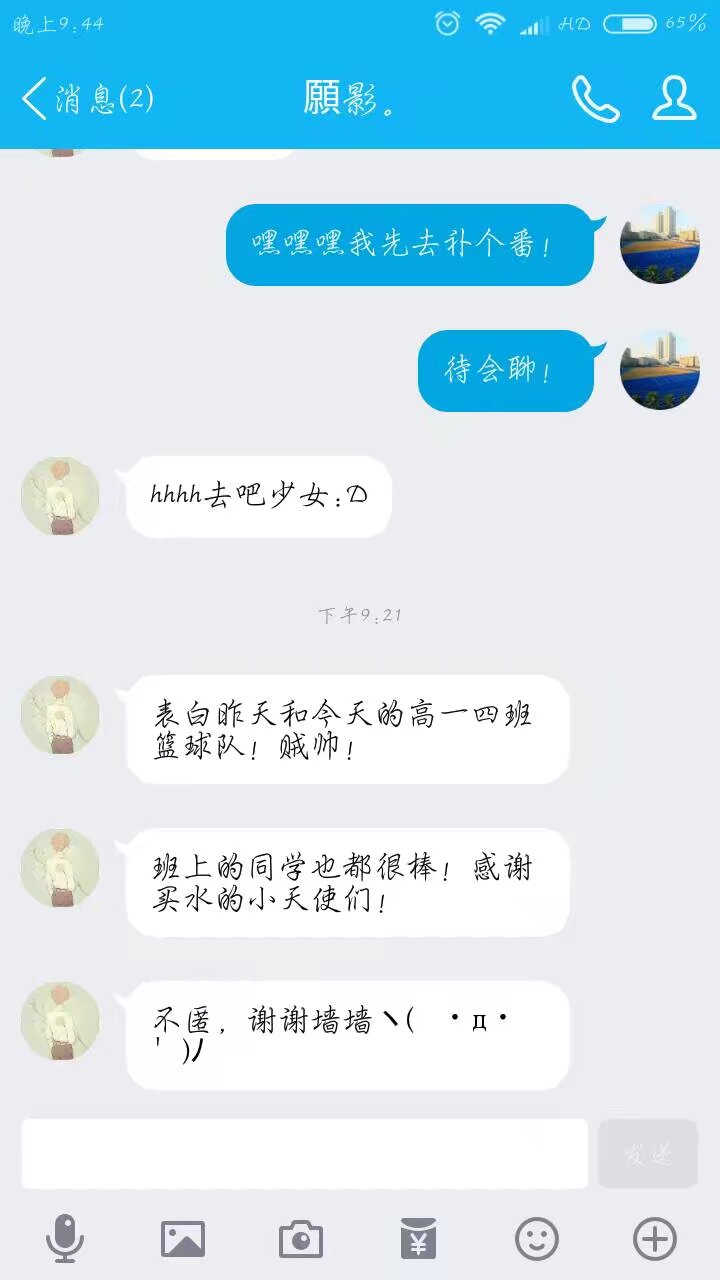 晚上9:44
HD
65%
消息(2)
願影。
嘿嘿嘿我先去补个番!
待会聊!
hhhh去吧少女:D
下午9:21
表白昨天和今天的高一四班
篮球队!贼帅!
班上的同学也都很棒!感谢
买水的小天使们!
不匿,谢谢墙墙ヽ( ・д・
' )ﾉ
发送